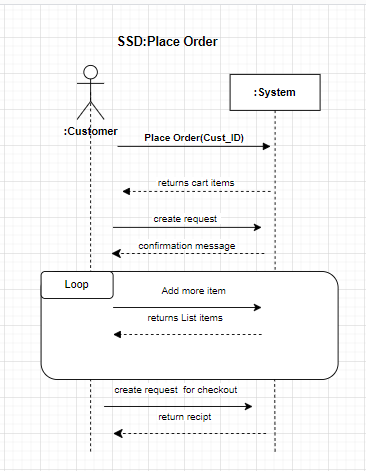 SSD:Place Order
:System
:Customer
Place Order(Cust_ID)
returns cart items
create request
confirmation message
Loop
Add more item
returns List items
create request for checkout
return recipt